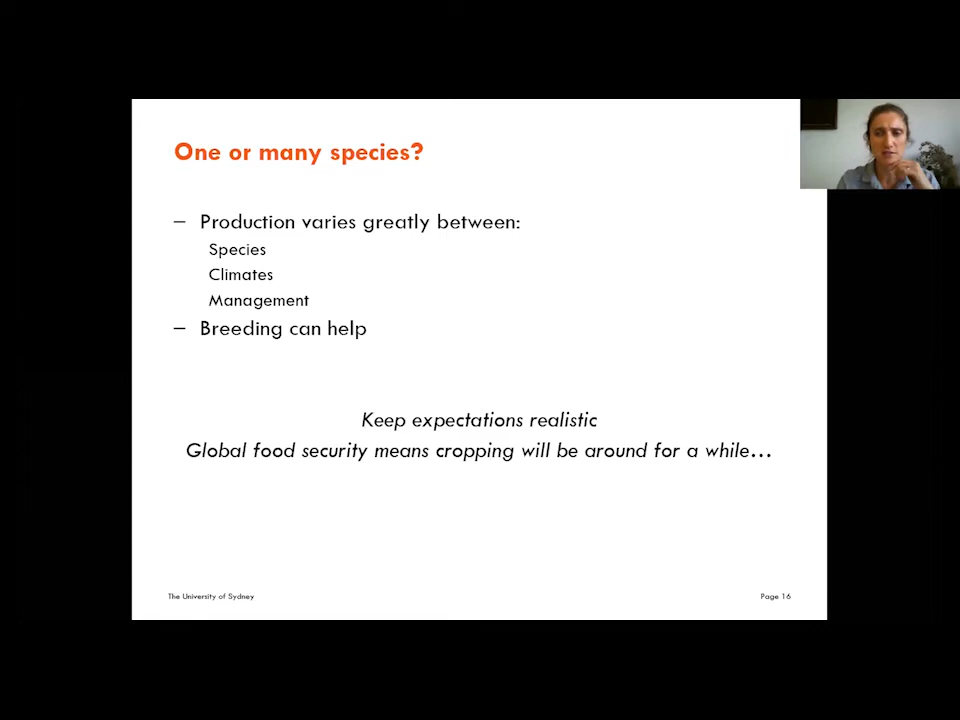 One or many species?
– Production varies greatly between:
Species
Climates
Management
– Breeding can help
Keep expectations realistic
Global food security means cropping will be around for a while...
The University of Sydney
Page 16